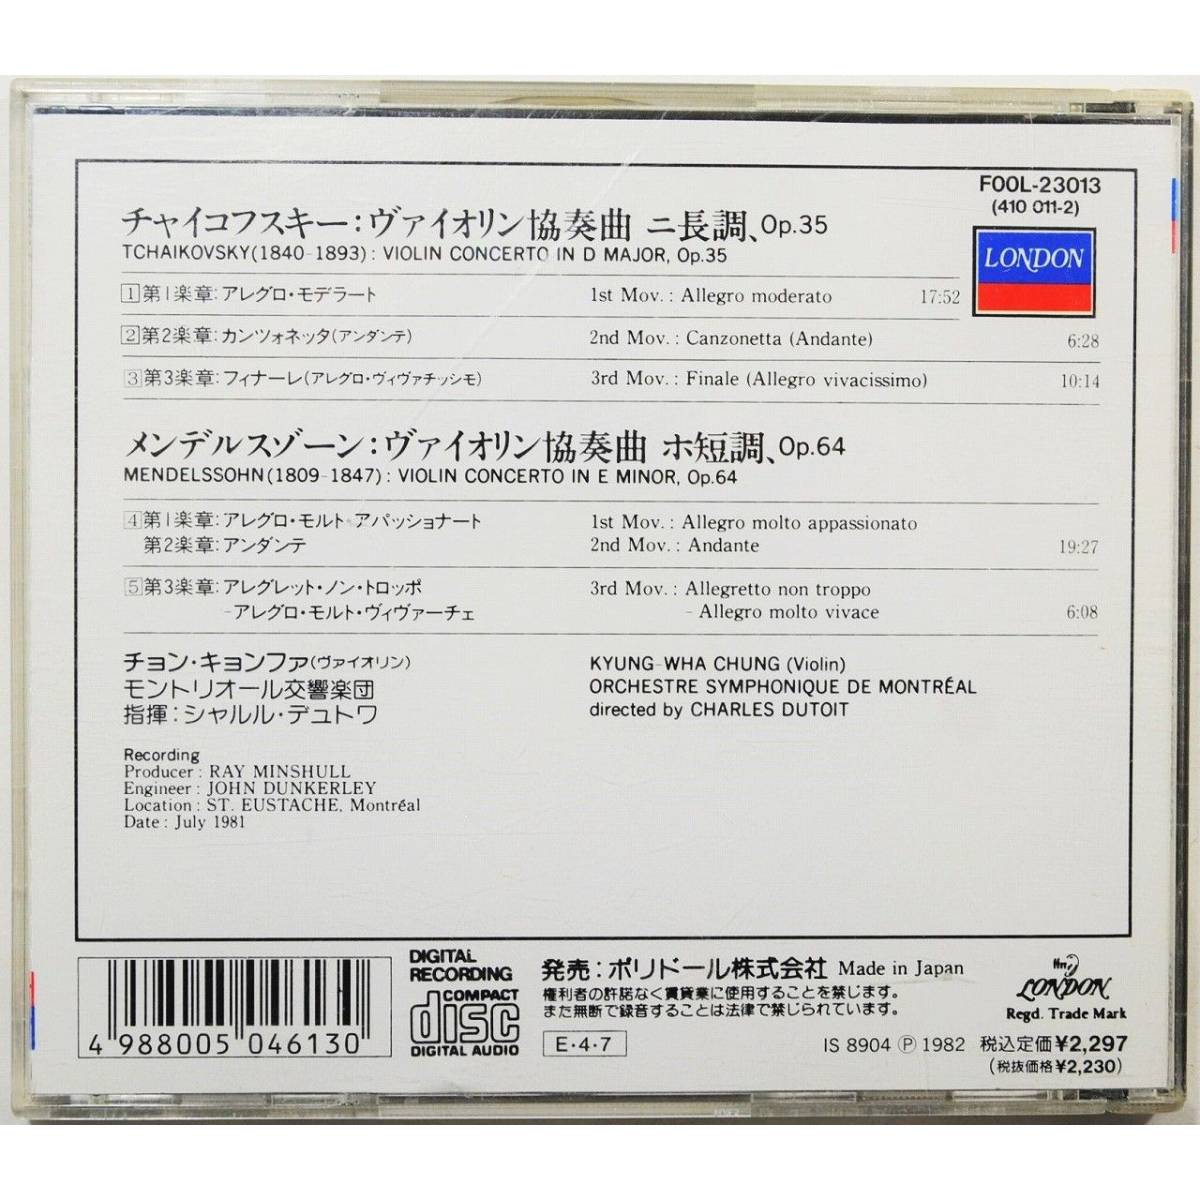 F00L-23013
(410 011-2)
LONDON
チャイコフスキー：ヴァイオリン協奏曲 ニ長調、Op.35
TCHAIKOVSKY(1840-1893): VIOLIN CONCERTO IN D MAJOR, Op.35
1 第1楽章：アレグロ・モデラート 1st Mov.: Allegro moderato 17:52
2 第2楽章：カンツォネッタ(アンダンテ) 2nd Mov.: Canzonetta (Andante) 6:28
3 第3楽章：フィナーレ(アレグロ・ヴィヴァチッシモ) 3rd Mov.: Finale (Allegro vivacissimo) 10:14
メンデルスゾーン：ヴァイオリン協奏曲 ホ短調、Op.64
MENDELSSOHN(1809-1847): VIOLIN CONCERTO IN E MINOR, Op.64
4 第1楽章：アレグロ・モルト・アパッショナート 1st Mov.: Allegro molto appassionato
第2楽章：アンダンテ 2nd Mov.: Andante 19:27
5 第3楽章：アレグレット・ノン・トロッポ 3rd Mov.: Allegretto non troppo
-アレグロ・モルト・ヴィヴァーチェ - Allegro molto vivace 6:08
チョン・キョンファ(ヴァイオリン) KYUNG-WHA CHUNG (Violin)
モントリオール交響楽団 ORCHESTRE SYMPHONIQUE DE MONTRÉAL
指揮：シャルル・デュトワ directed by CHARLES DUTOIT
Recording
Producer: RAY MINSHULL
Engineer: JOHN DUNKERLEY
Location: ST. EUSTACHE, Montréal
Date: July 1981
4 988005 046130
DIGITAL
RECORDING
COMPACT
disc
DIGITAL AUDIO
発売：ポリドール株式会社 Made in Japan
権利者の許諾なく賃貸業に使用することを禁じます。
また無断で録音することは法律で禁じられています。
E・4・7
ffrr
LONDON
Regd. Trade Mark
IS 8904 ℗ 1982 税込定価¥2,297
(税抜価格¥2,230)